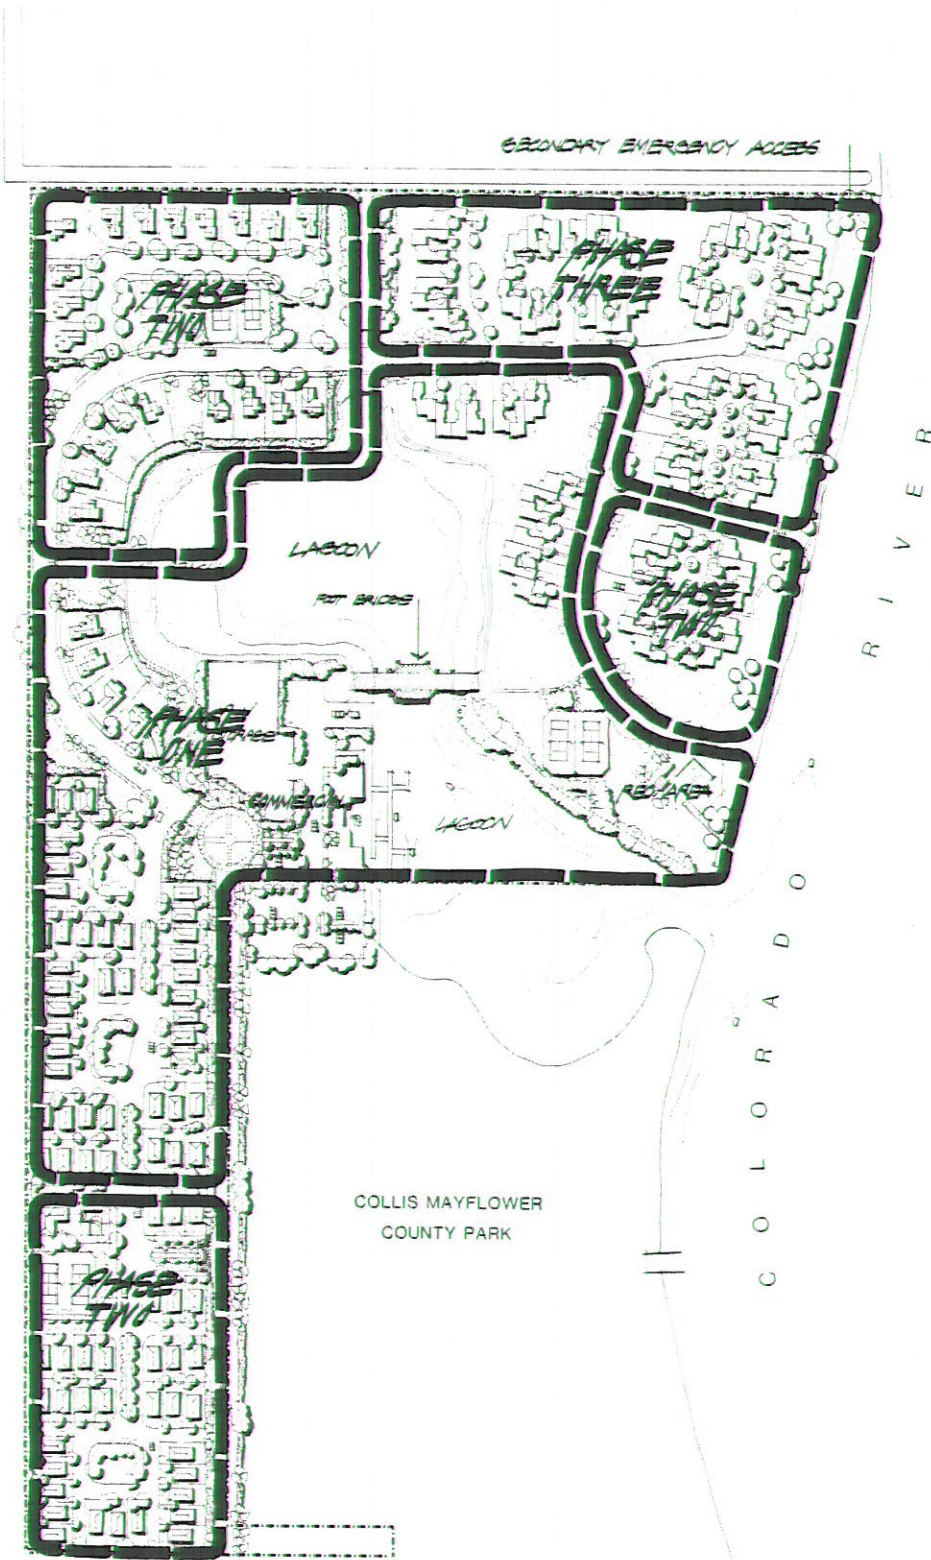 SECONDARY EMERGENCY ACCESS
PHASE
THREE
PHASE
TWO
LAGOON
FOOT BRIDGE
PHASE
TWO
PHASE
ONE
COMMERCIAL
REC. AREA
LAGOON
COLORADO RIVER
COLLIS MAYFLOWER
COUNTY PARK
PHASE
TWO